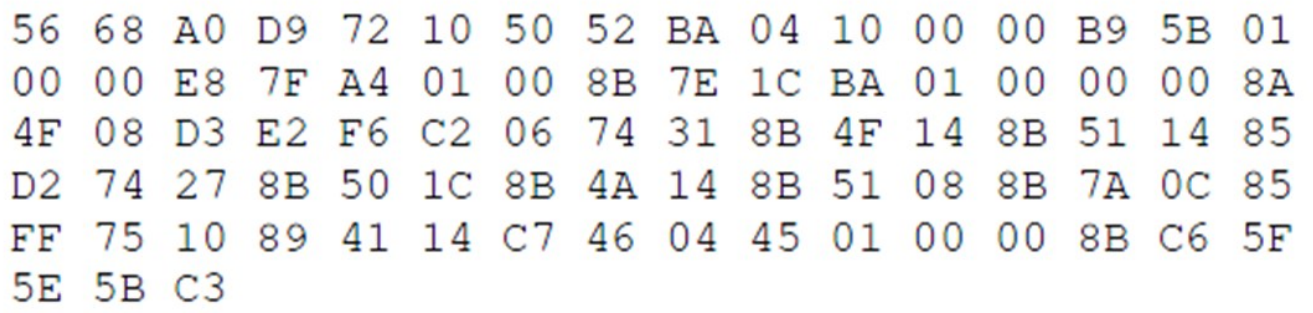 56 68 A0 D9 72 10 50 52 BA 04 10 00 00 B9 5B 01
00 00 E8 7F A4 01 00 8B 7E 1C BA 01 00 00 00 8A
4F 08 D3 E2 F6 C2 06 74 31 8B 4F 14 8B 51 14 85
D2 74 27 8B 50 1C 8B 4A 14 8B 51 08 8B 7A 0C 85
FF 75 10 89 41 14 C7 46 04 45 01 00 00 8B C6 5F
5E 5B C3